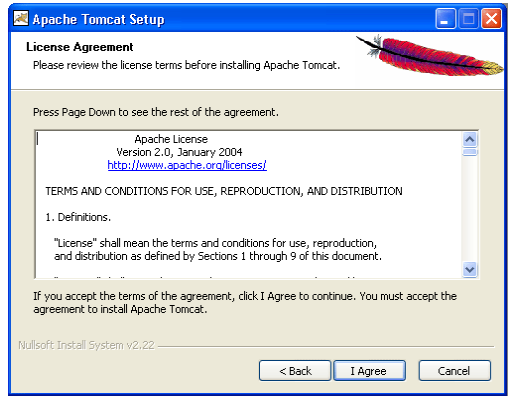 Apache Tomcat Setup
License Agreement
Please review the license terms before installing Apache Tomcat.
Press Page Down to see the rest of the agreement.
Apache License
Version 2.0, January 2004
http://www.apache.org/licenses/
TERMS AND CONDITIONS FOR USE, REPRODUCTION, AND DISTRIBUTION
1. Definitions.
"License" shall mean the terms and conditions for use, reproduction,
and distribution as defined by Sections 1 through 9 of this document.
If you accept the terms of the agreement, click I Agree to continue. You must accept the
agreement to install Apache Tomcat.
Nullsoft Install System v2.22
< Back I Agree Cancel